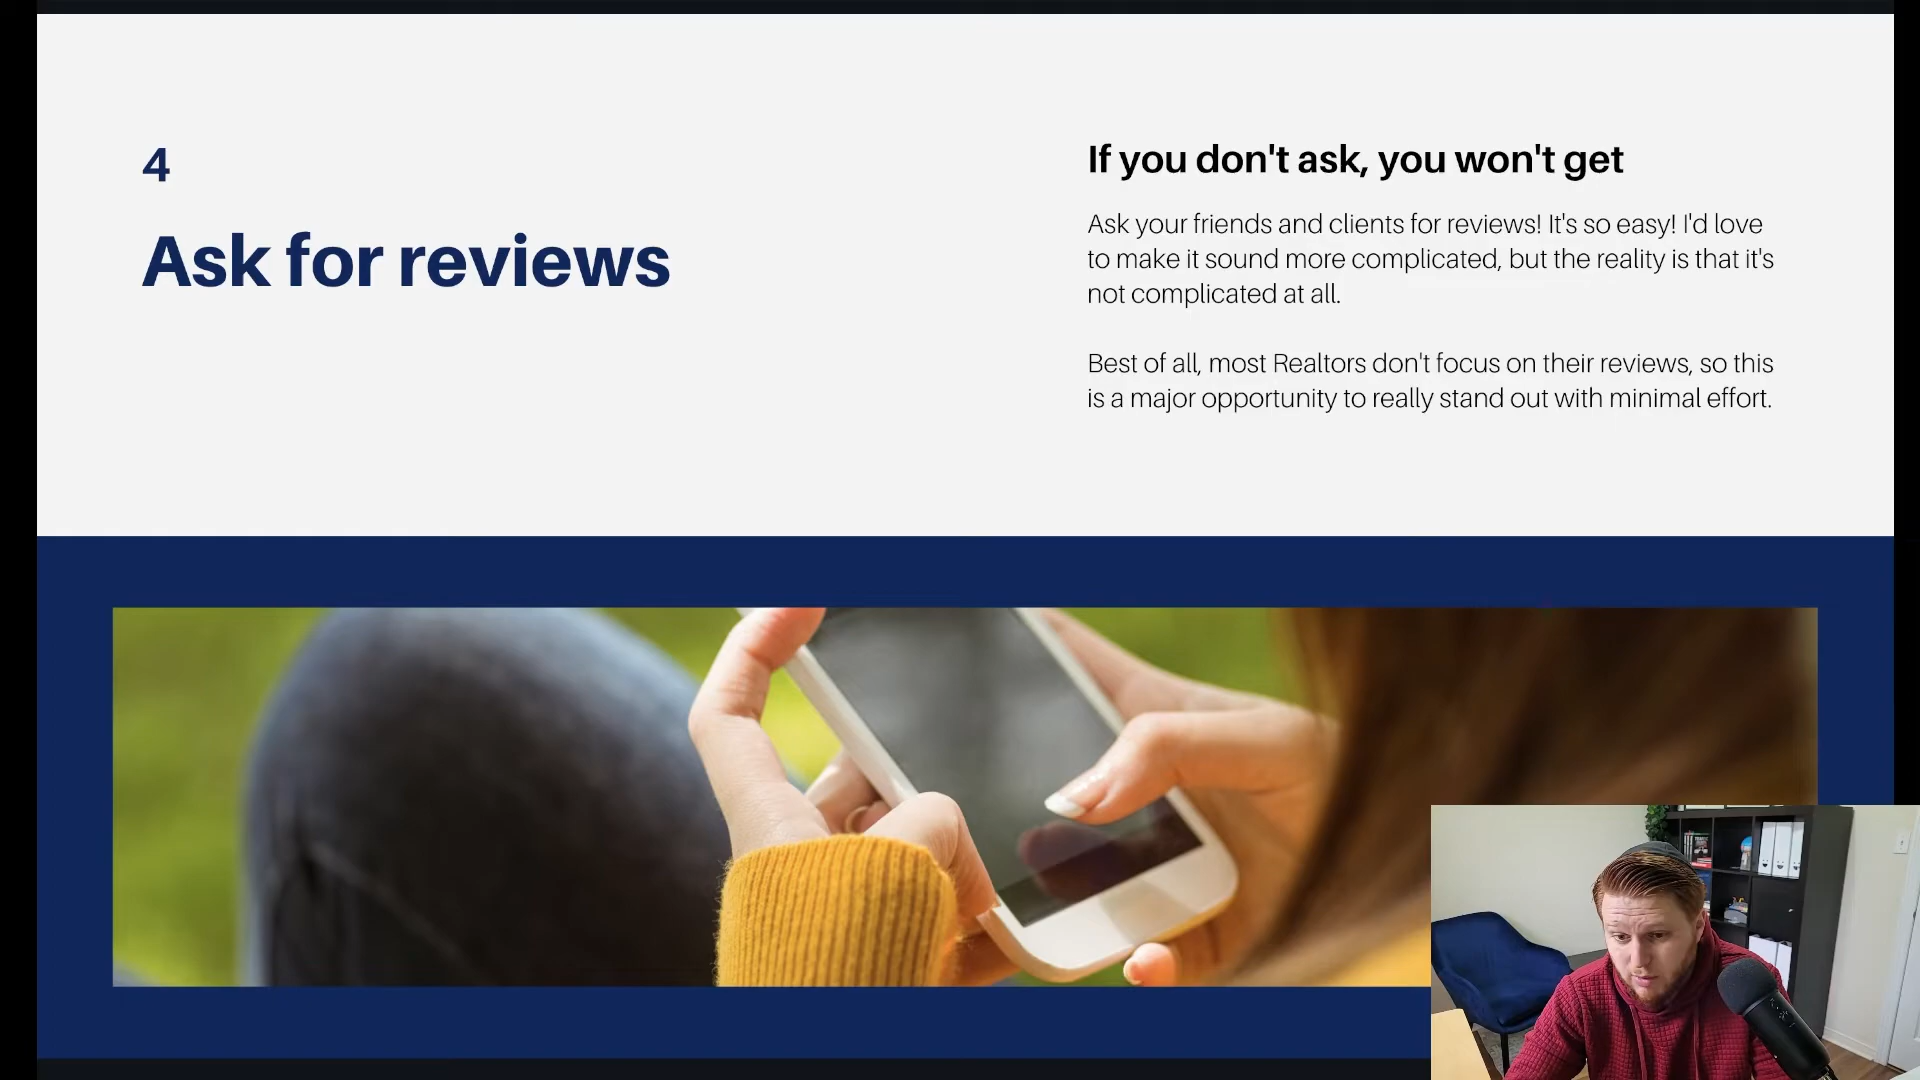 4
Ask for reviews
If you don't ask, you won't get
Ask your friends and clients for reviews! It's so easy! I'd love
to make it sound more complicated, but the reality is that it's
not complicated at all.
Best of all, most Realtors don't focus on their reviews, so this
is a major opportunity to really stand out with minimal effort.